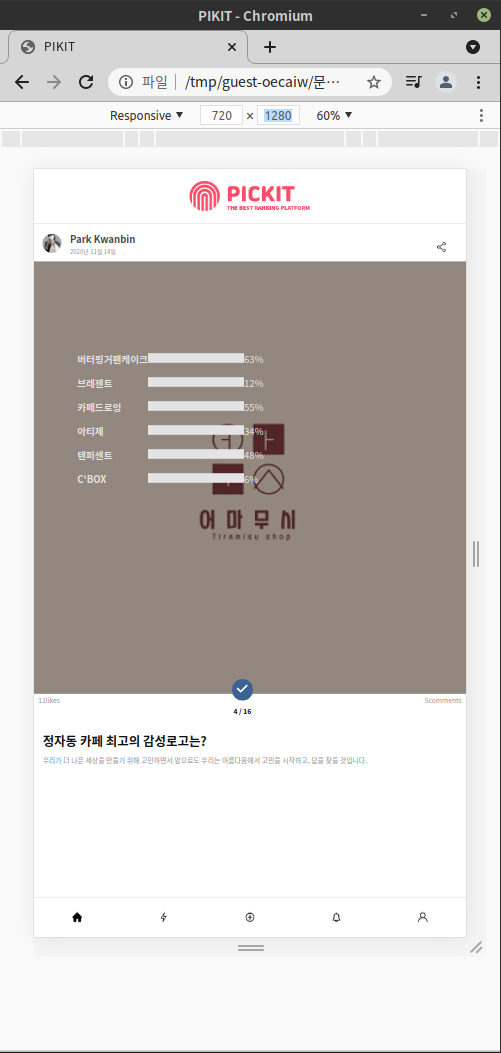 PIKIT - Chromium
PIKIT
파일 /tmp/guest-oecaiw/문…
Responsive 720 × 1280 60%
PICKIT
THE BEST RANKING PLATFORM
Park Kwanbin
2020년 11월 14일
버터핑거팬케이크 63%
브레젠트 12%
카페드로잉 55%
아티제 34%
텐퍼센트 48%
C'BOX 6%
어마무시
Tiramisu shop
11likes 5comments
4 / 16
정자동 카페 최고의 감성로고는?
우리가 더 나은 세상을 만들기 위해 고민하면서 앞으로도 우리는 아름다움에서 고민을 시작하고, 답을 찾을 것입니다.